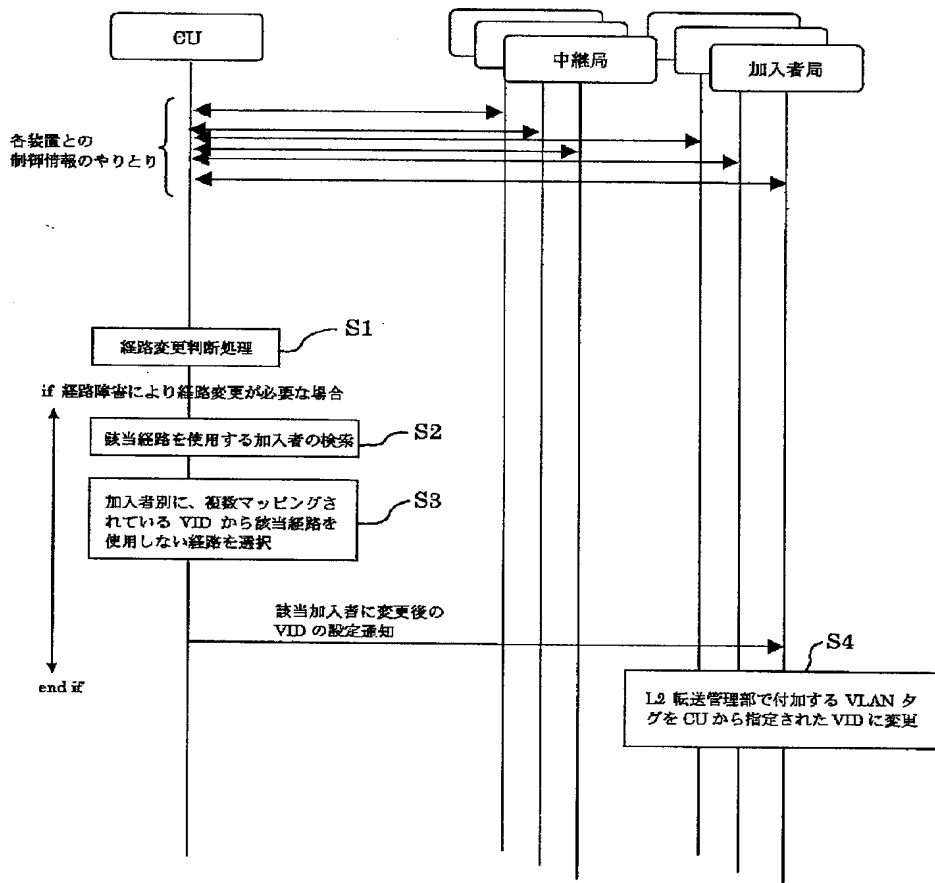 CU
中継局
加入者局
各装置との
制御情報のやりとり
経路変更判断処理
S1
if 経路障害により経路変更が必要な場合
該当経路を使用する加入者の検索
S2
加入者別に、複数マッピングさ
れている VID から該当経路を
使用しない経路を選択
S3
該当加入者に変更後の
VID の設定通知
S4
end if
L2 転送管理部で付加する VLAN タ
グを CU から指定された VID に変更